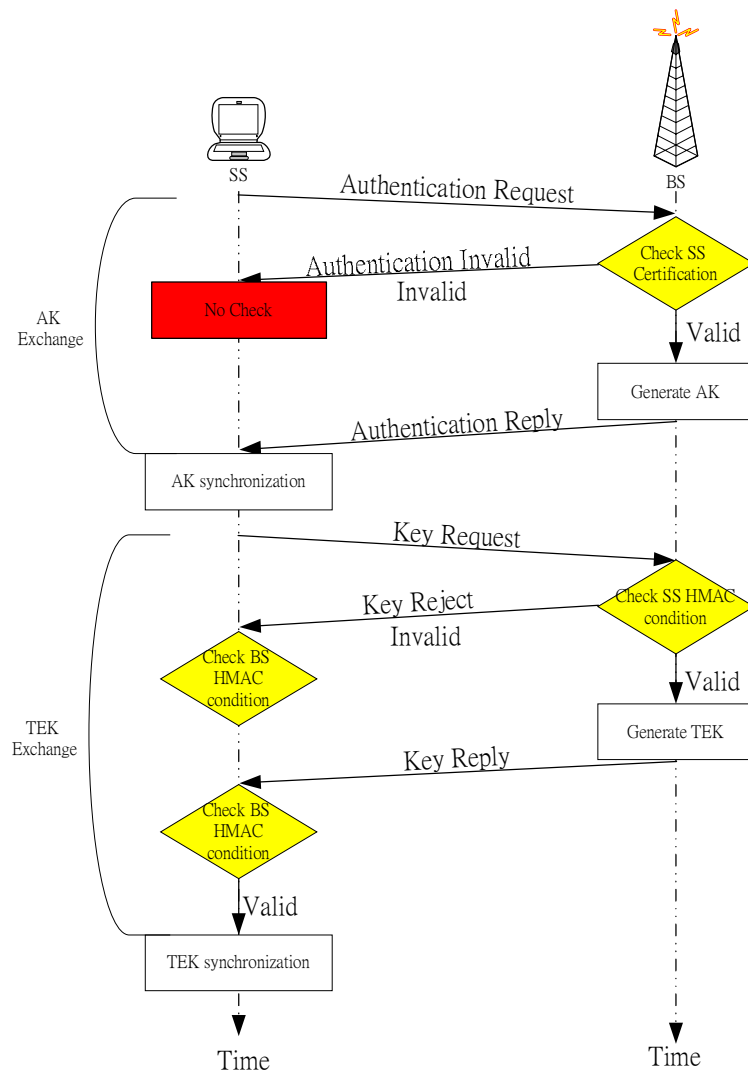 SS
BS
Authentication Request
Check SS
Certification
Authentication Invalid
Invalid
No Check
Valid
AK
Exchange
Generate AK
Authentication Reply
AK synchronization
Key Request
Check SS HMAC
condition
Key Reject
Invalid
Check BS
HMAC
condition
Valid
TEK
Exchange
Generate TEK
Key Reply
Check BS
HMAC
condition
Valid
TEK synchronization
Time
Time